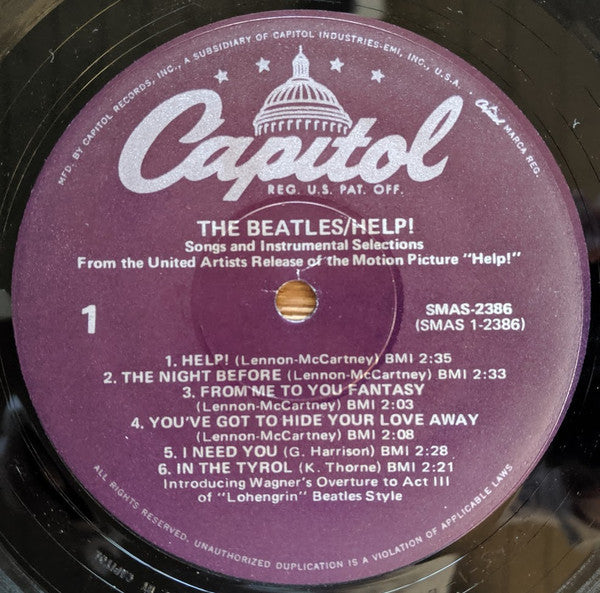 MFD. BY CAPITOL RECORDS, INC., A SUBSIDIARY OF CAPITOL INDUSTRIES-EMI, INC., U.S.A.
Capitol MARCA REG.
Capitol
REG. U.S. PAT. OFF.
THE BEATLES/HELP!
Songs and Instrumental Selections
From the United Artists Release of the Motion Picture "Help!"
1
SMAS-2386
(SMAS 1-2386)
1. HELP! (Lennon-McCartney) BMI 2:35
2. THE NIGHT BEFORE (Lennon-McCartney) BMI 2:33
3. FROM ME TO YOU FANTASY
(Lennon-McCartney) BMI 2:03
4. YOU'VE GOT TO HIDE YOUR LOVE AWAY
(Lennon-McCartney) BMI 2:08
5. I NEED YOU (G. Harrison) BMI 2:28
6. IN THE TYROL (K. Thorne) BMI 2:21
Introducing Wagner's Overture to Act III
of "Lohengrin" Beatles Style
ALL RIGHTS RESERVED. UNAUTHORIZED DUPLICATION IS A VIOLATION OF APPLICABLE LAWS
BY CAPITOL